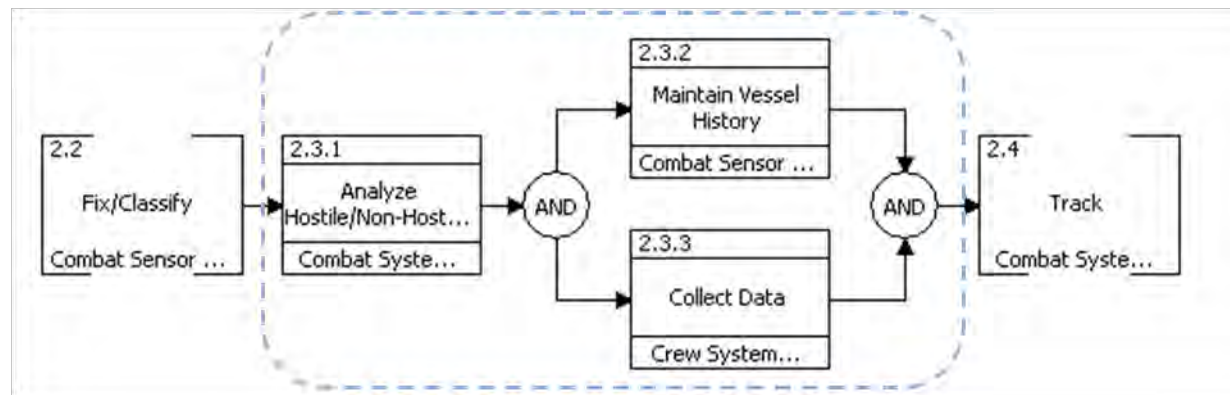 2.2
Fix/Classify
Combat Sensor ...
2.3.1
Analyze
Hostile/Non-Host...
Combat Syste...
AND
2.3.2
Maintain Vessel
History
Combat Sensor ...
2.3.3
Collect Data
Crew System...
AND
2.4
Track
Combat Syste...